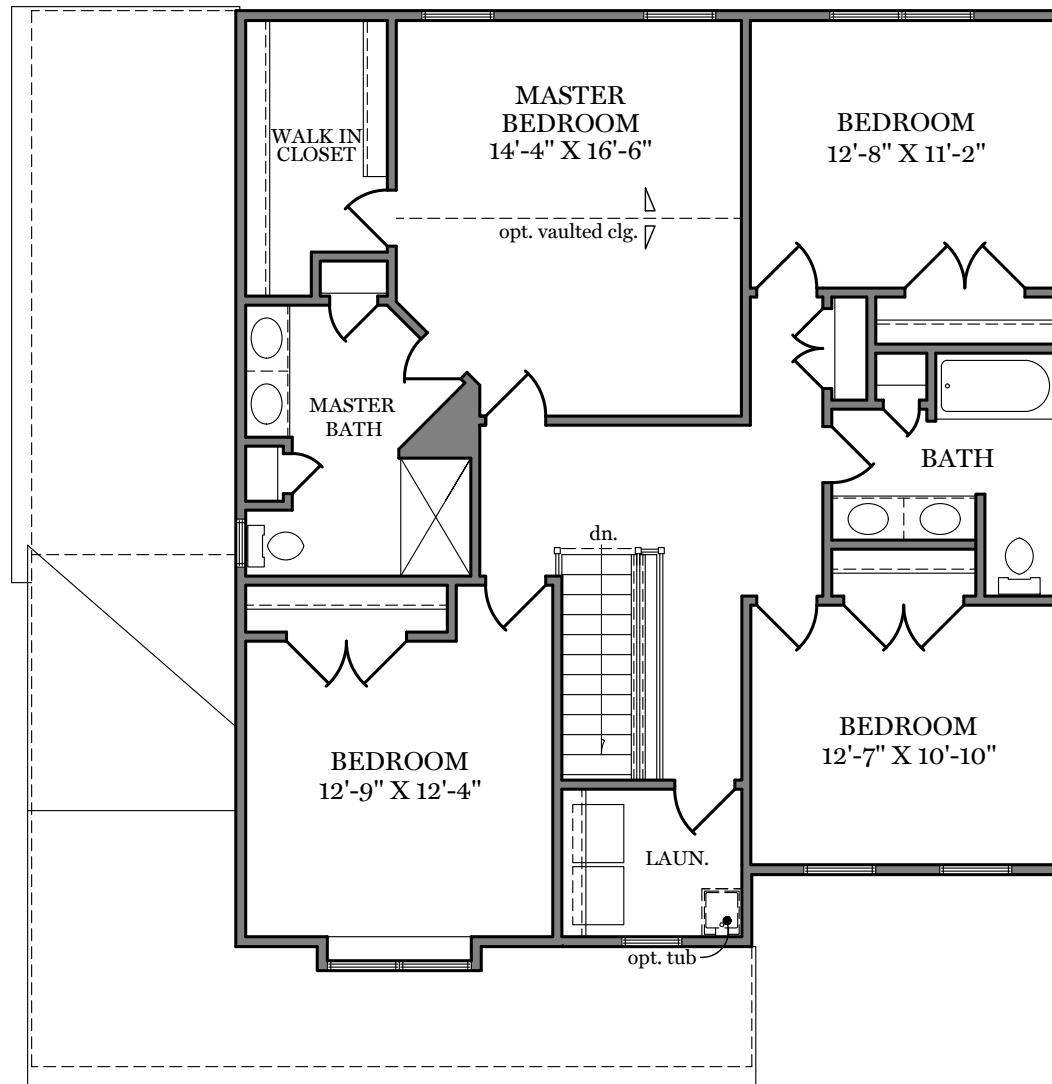 MASTER
BEDROOM
14'-4" X 16'-6"
BEDROOM
12'-8" X 11'-2"
WALK IN
CLOSET
opt. vaulted clg.
MASTER
BATH
BATH
dn.
BEDROOM
12'-7" X 10'-10"
BEDROOM
12'-9" X 12'-4"
LAUN.
opt. tub